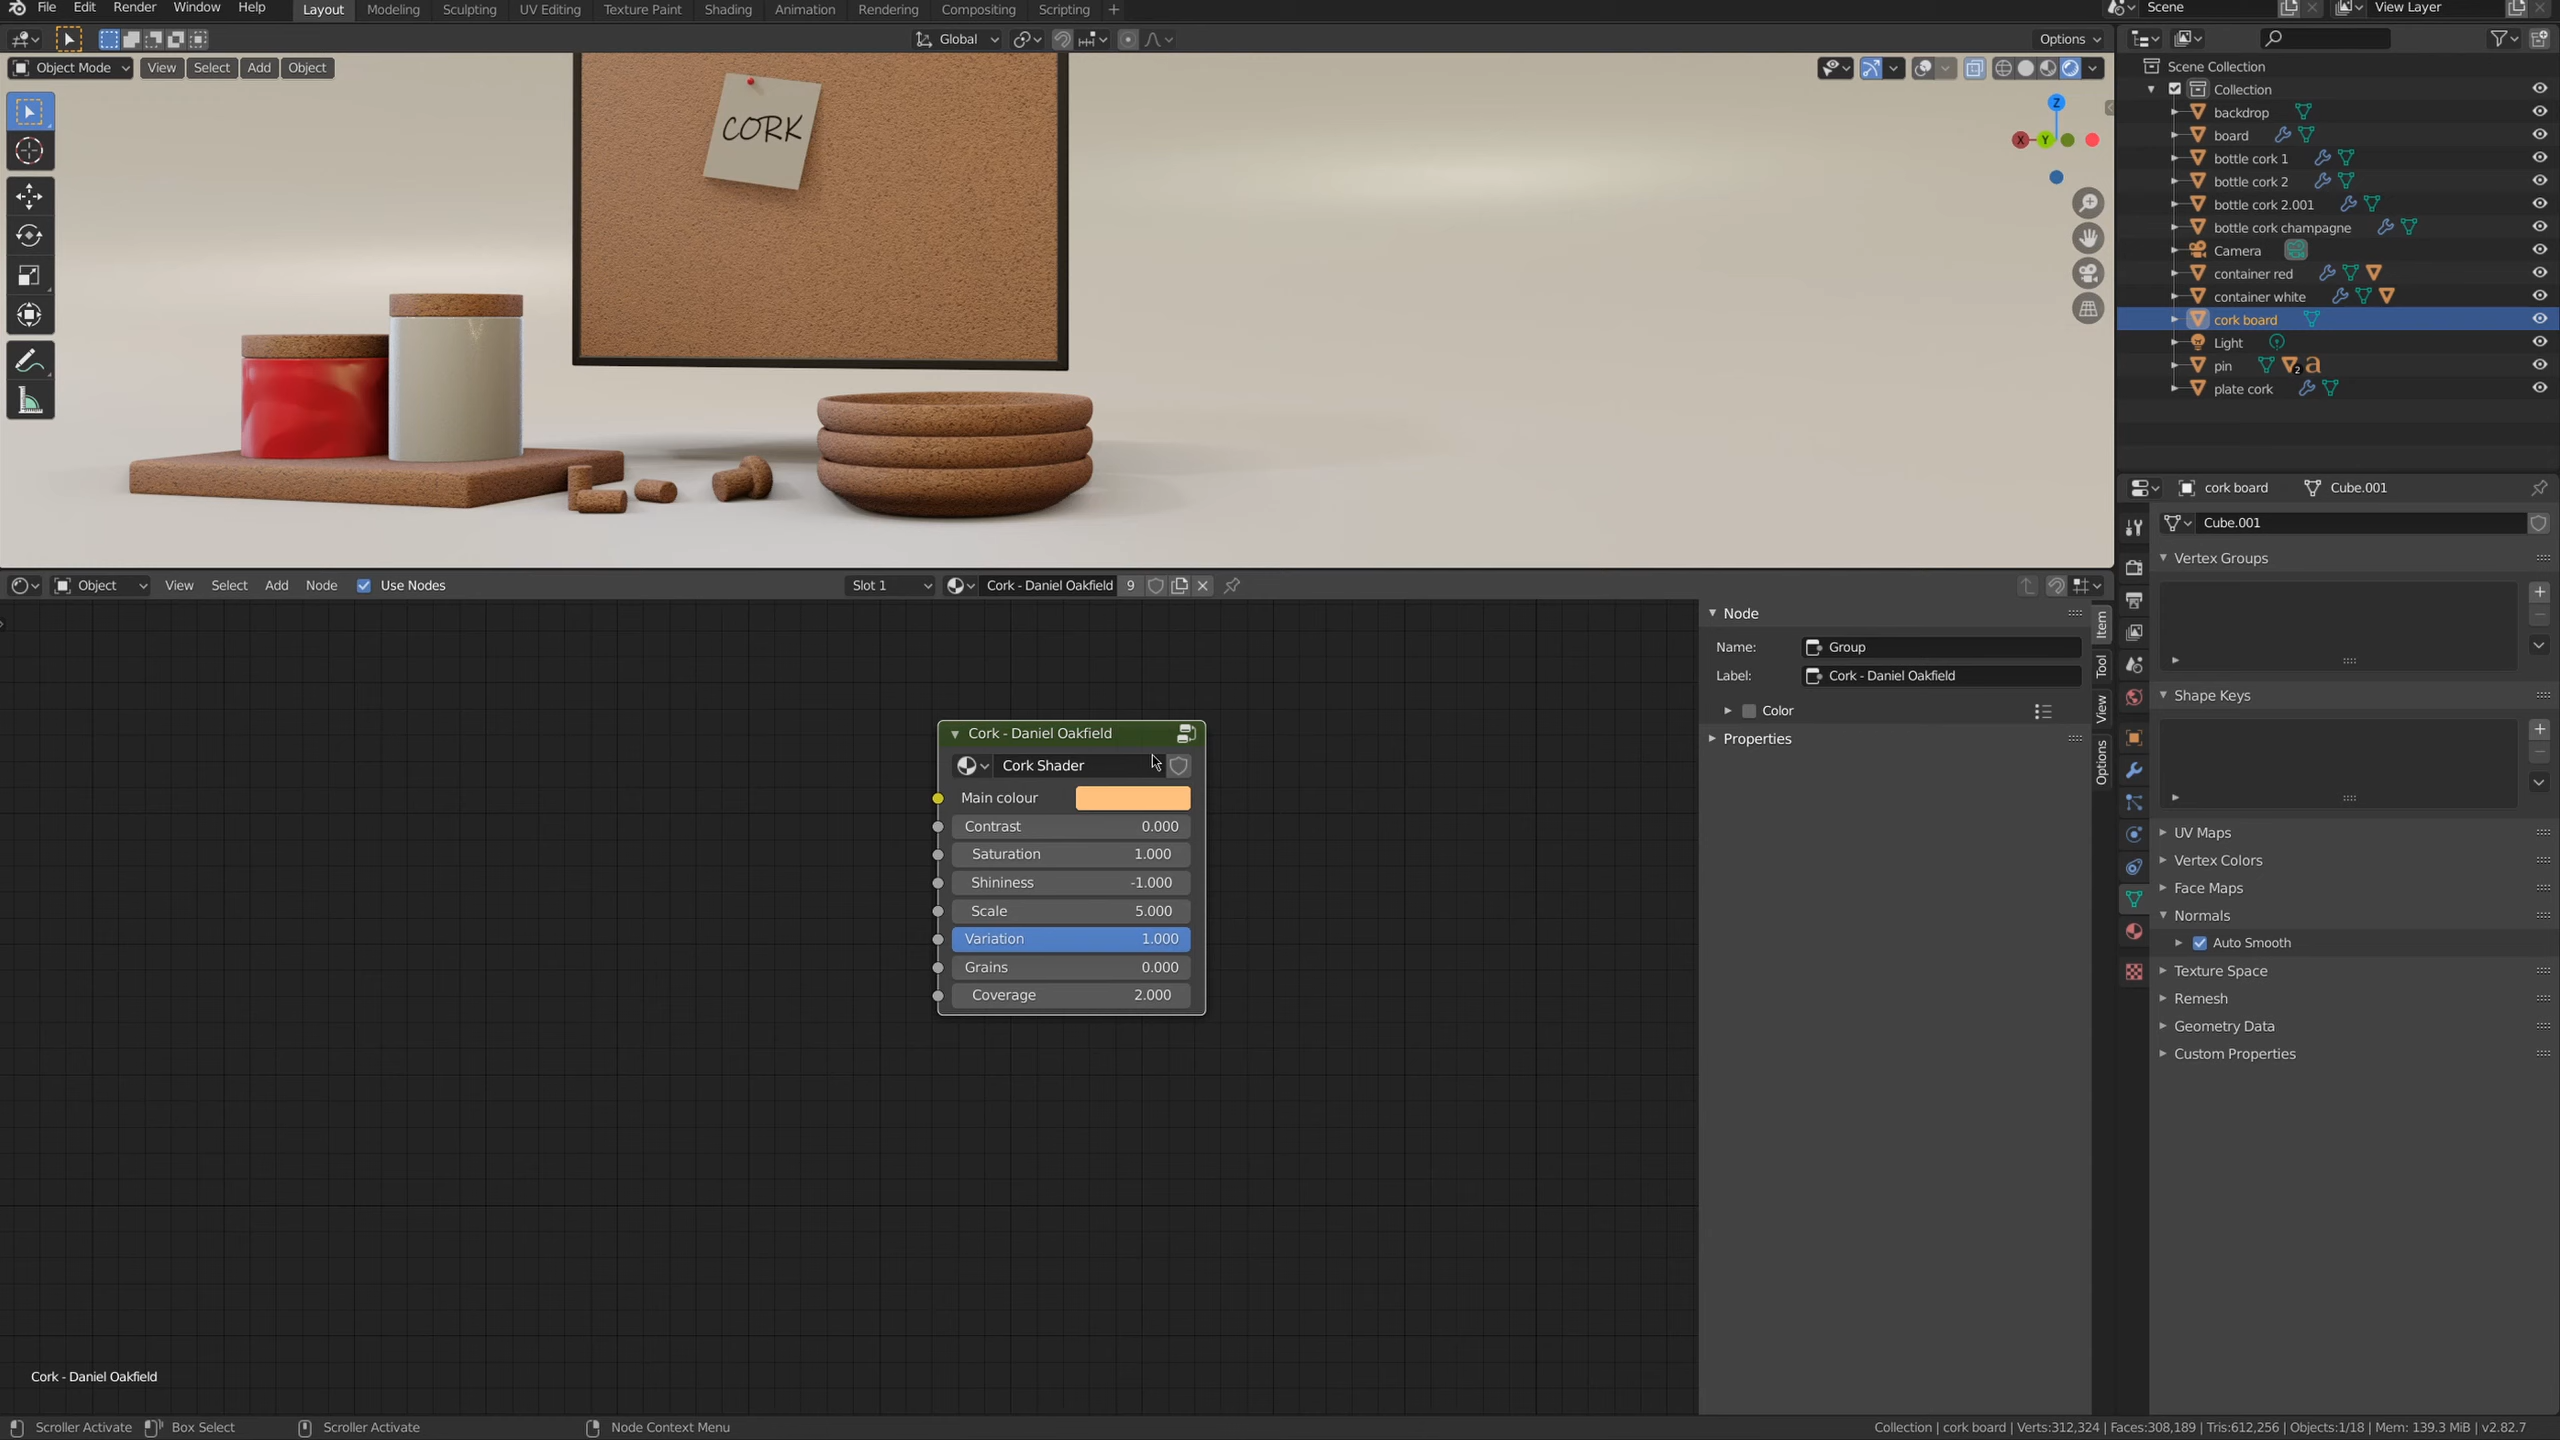 File Edit Render Window Help Layout Modeling Sculpting UV Editing Texture Paint Shading Animation Rendering Compositing Scripting + Scene View Layer
Global Options
Object Mode View Select Add Object
Z
X Y
CORK
Scene Collection
Collection
backdrop
board
bottle cork 1
bottle cork 2
bottle cork 2.001
bottle cork champagne
Camera
container red
container white
cork board
Light
pin 2 a
plate cork
cork board Cube.001
Cube.001
Vertex Groups
Shape Keys
UV Maps
Vertex Colors
Face Maps
Normals
Auto Smooth
Texture Space
Remesh
Geometry Data
Custom Properties
Object View Select Add Node Use Nodes Slot 1 Cork - Daniel Oakfield 9
Cork - Daniel Oakfield
Cork Shader
Main colour
Contrast 0.000
Saturation 1.000
Shininess -1.000
Scale 5.000
Variation 1.000
Grains 0.000
Coverage 2.000
Node
Name: Group
Label: Cork - Daniel Oakfield
Color
Properties
Item
Tool
View
Options
Cork - Daniel Oakfield
Scroller Activate Box Select Scroller Activate Node Context Menu Collection | cork board | Verts:312,324 | Faces:308,189 | Tris:612,256 | Objects:1/18 | Mem: 139.3 MiB | v2.82.7